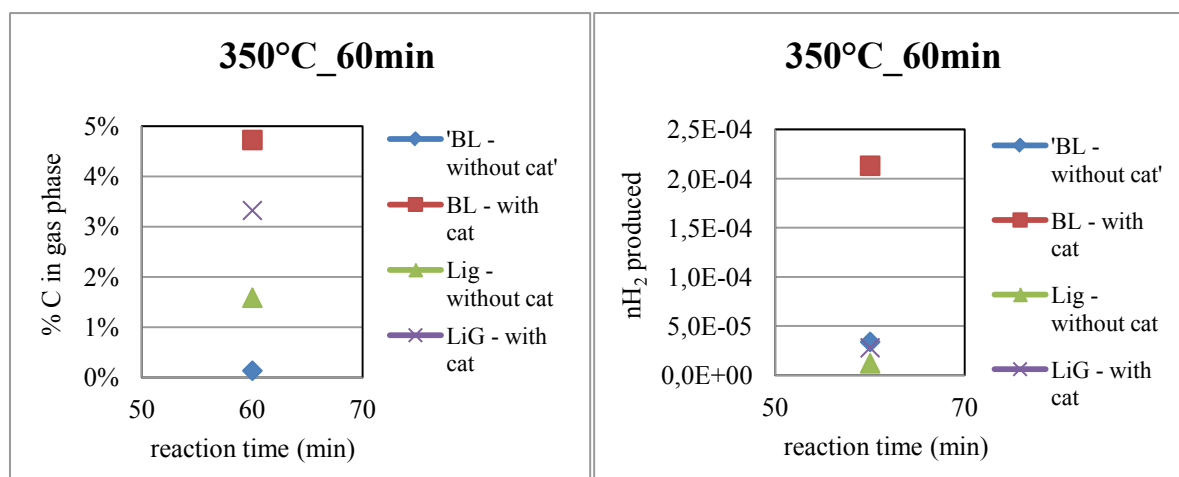 350°C_60min
% C in gas phase
5%
4%
3%
2%
1%
0%
50
60
70
reaction time (min)
'BL -
without cat'
BL - with
cat
Lig -
without cat
LiG - with
cat
350°C_60min
nH₂ produced
2,5E-04
2,0E-04
1,5E-04
1,0E-04
5,0E-05
0,0E+00
50
60
70
reaction time (min)
'BL -
without cat'
BL - with
cat
Lig -
without cat
LiG - with
cat